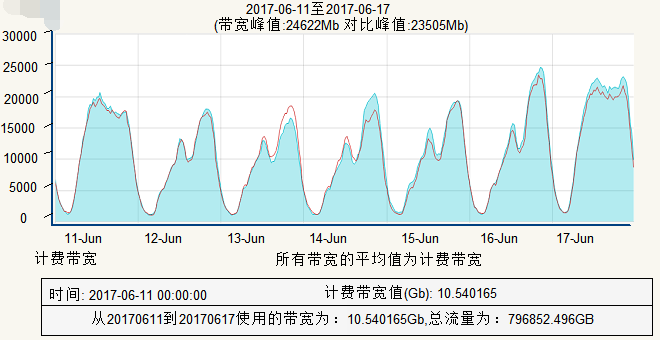 2017-06-11至2017-06-17
(带宽峰值:24622Mb 对比峰值:23505Mb)
30000
25000
20000
15000
10000
5000
0
11-Jun 12-Jun 13-Jun 14-Jun 15-Jun 16-Jun 17-Jun
计费带宽 所有带宽的平均值为计费带宽
时间: 2017-06-11 00:00:00 计费带宽值(Gb): 10.540165
从20170611到20170617使用的带宽为：10.540165Gb,总流量为：796852.496GB